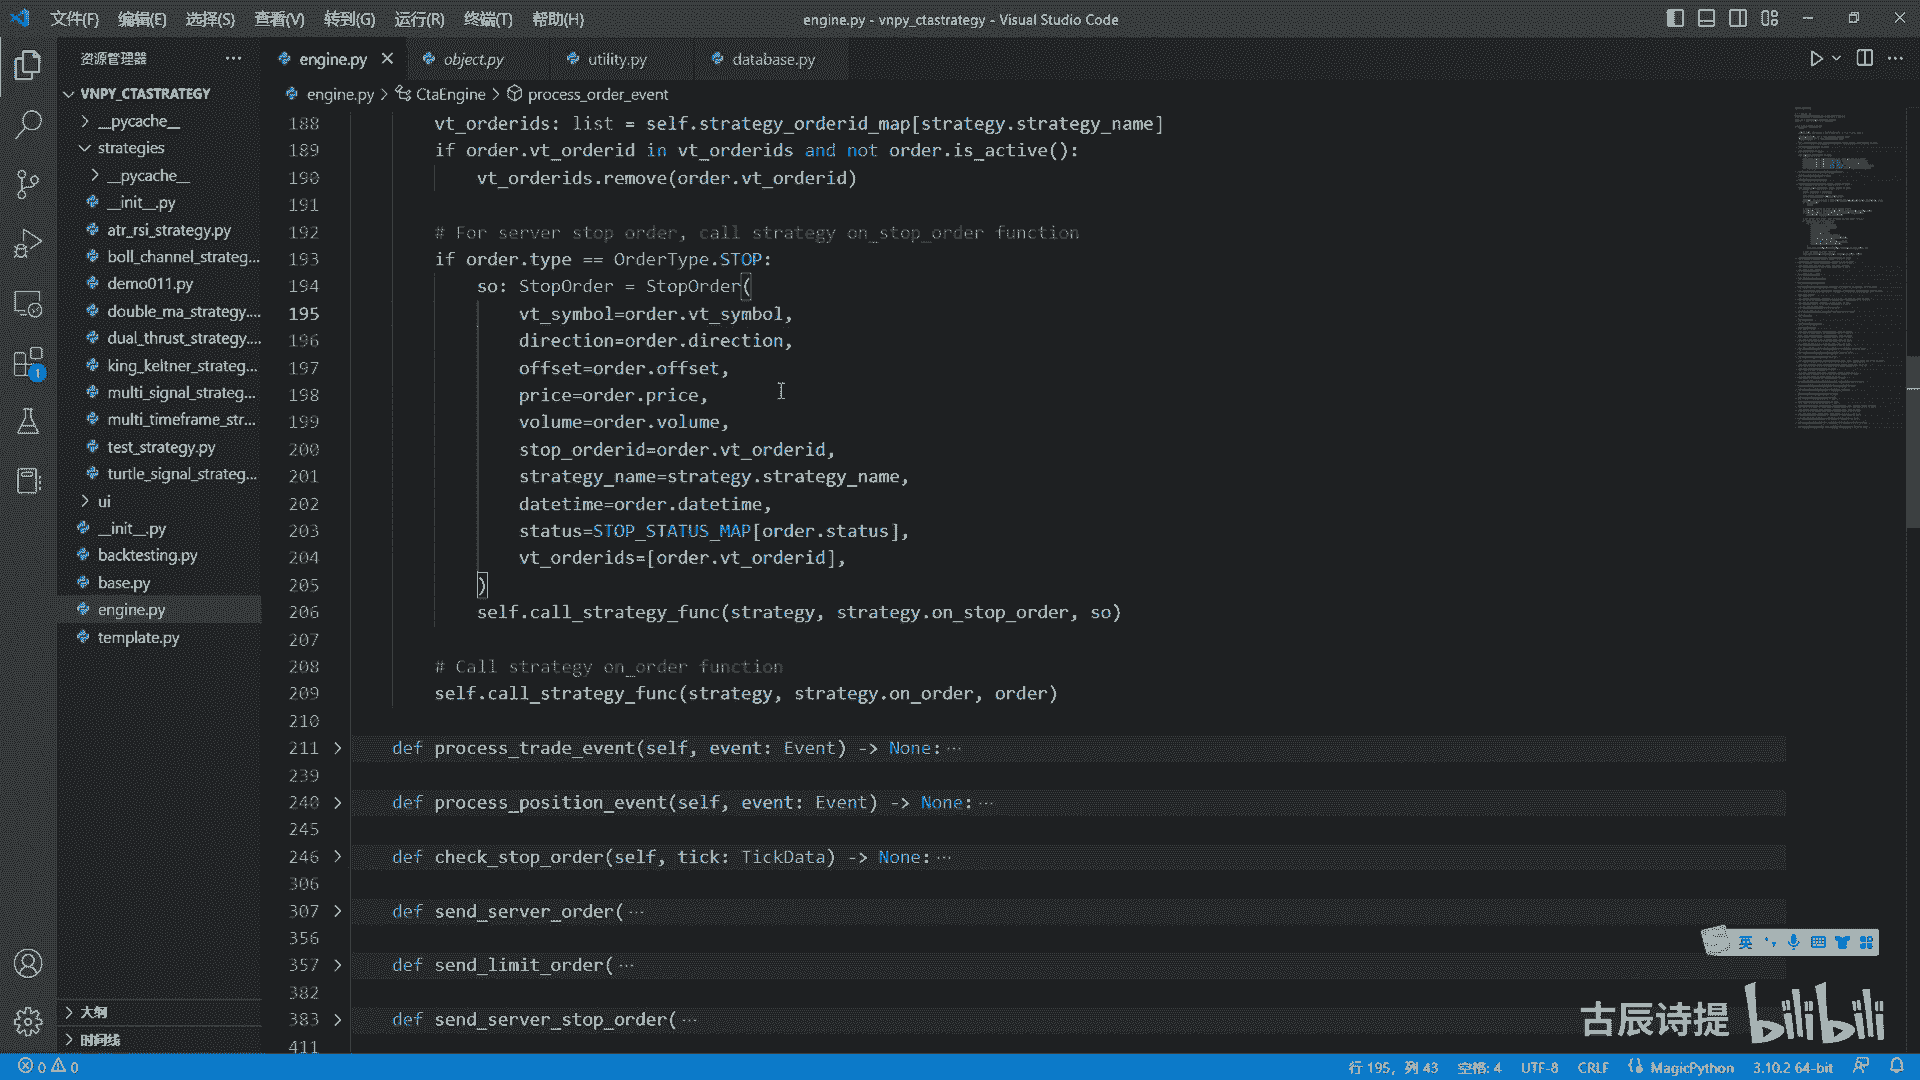 文件(F) 编辑(E) 选择(S) 查看(V) 转到(G) 运行(R) 终端(T) 帮助(H)
engine.py - vnpy_ctastrategy - Visual Studio Code
资源管理器
engine.py
object.py
utility.py
database.py
engine.py > CtaEngine > process_order_event
VNPY_CTASTRATEGY
__pycache__
strategies
__pycache__
__init__.py
atr_rsi_strategy.py
boll_channel_strateg...
demo011.py
double_ma_strategy....
dual_thrust_strategy....
king_keltner_strateg...
multi_signal_strateg...
multi_timeframe_str...
test_strategy.py
turtle_signal_strateg...
ui
__init__.py
backtesting.py
base.py
engine.py
template.py
大纲
时间线
188 vt_orderids: list = self.strategy_orderid_map[strategy.strategy_name]
189 if order.vt_orderid in vt_orderids and not order.is_active():
190 vt_orderids.remove(order.vt_orderid)
191
192 # For server stop order, call strategy on_stop_order function
193 if order.type == OrderType.STOP:
194 so: StopOrder = StopOrder(
195 vt_symbol=order.vt_symbol,
196 direction=order.direction,
197 offset=order.offset,
198 price=order.price,
199 volume=order.volume,
200 stop_orderid=order.vt_orderid,
201 strategy_name=strategy.strategy_name,
202 datetime=order.datetime,
203 status=STOP_STATUS_MAP[order.status],
204 vt_orderids=[order.vt_orderid],
205 )
206 self.call_strategy_func(strategy, strategy.on_stop_order, so)
207
208 # Call strategy on_order function
209 self.call_strategy_func(strategy, strategy.on_order, order)
210
211 def process_trade_event(self, event: Event) -> None:···
239
240 def process_position_event(self, event: Event) -> None:···
245
246 def check_stop_order(self, tick: TickData) -> None:···
306
307 def send_server_order(···
356
357 def send_limit_order(···
382
383 def send_server_stop_order(···
411
英
古辰诗提 bilibili
0 0
行 195，列 43 空格: 4 UTF-8 CRLF MagicPython 3.10.2 64-bit
1